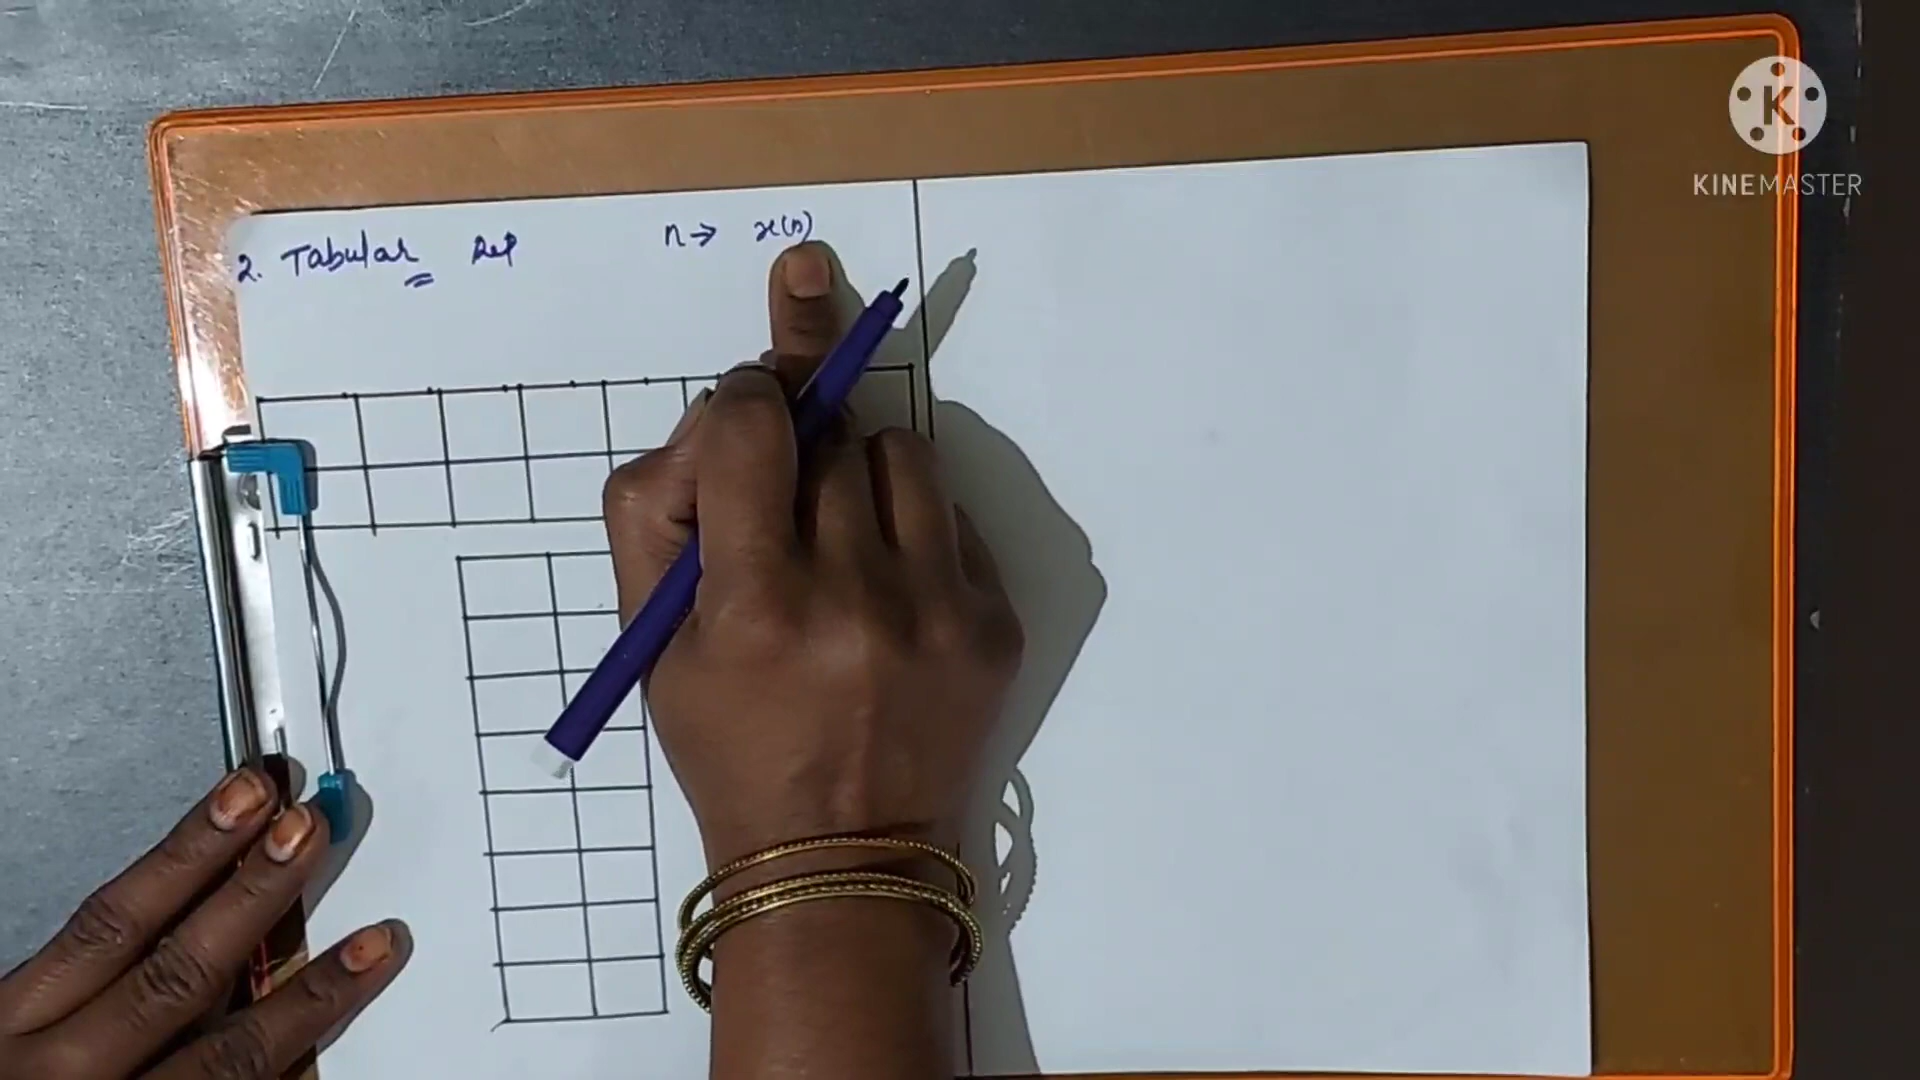 2. Tabular Rep n → x(n)
K
KINEMASTER